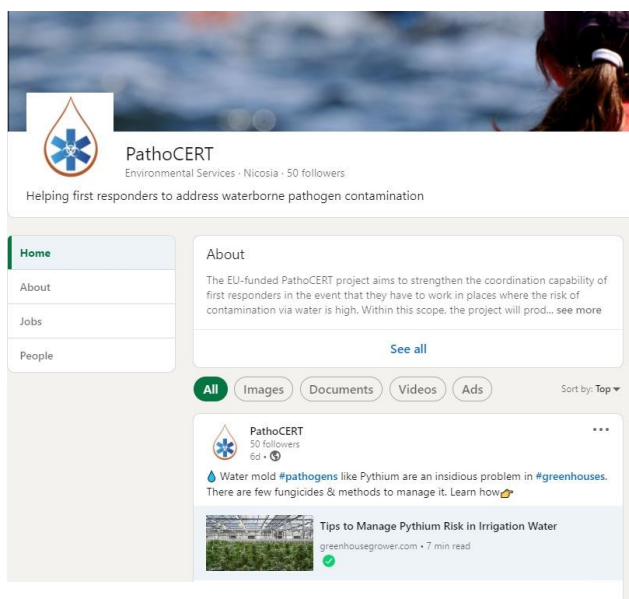 PathoCERT
Environmental Services · Nicosia · 50 followers
Helping first responders to address waterborne pathogen contamination
Home
About
Jobs
People
About
The EU-funded PathoCERT project aims to strengthen the coordination capability of
first responders in the event that they have to work in places where the risk of
contamination via water is high. Within this scope, the project will prod... see more
See all
All
Images
Documents
Videos
Ads
Sort by: Top
PathoCERT
50 followers
6d •
Water mold #pathogens like Pythium are an insidious problem in #greenhouses.
There are few fungicides & methods to manage it. Learn how
Tips to Manage Pythium Risk in Irrigation Water
greenhousegrower.com • 7 min read